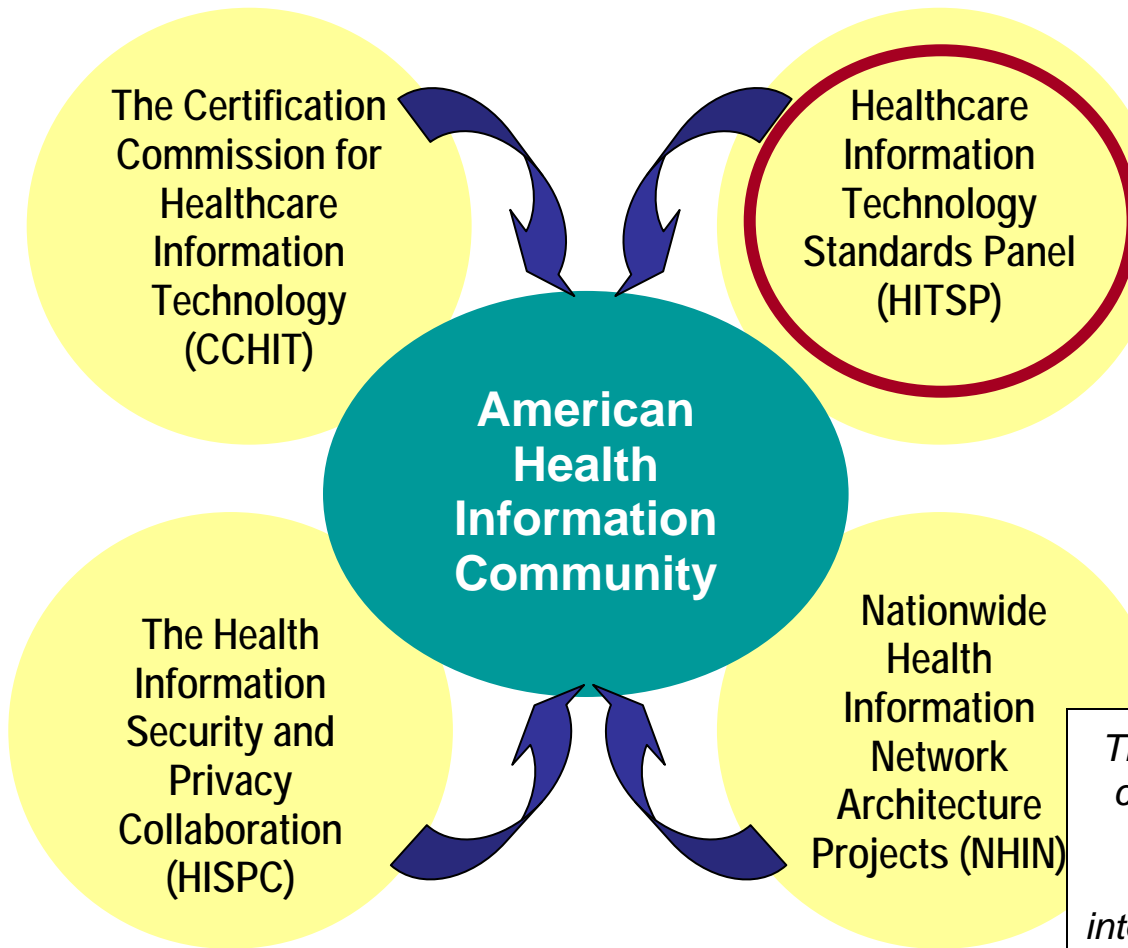 The Certification
Commission for
Healthcare
Information
Technology
(CCHIT)
Healthcare
Information
Technology
Standards Panel
(HITSP)
American
Health
Information
Community
The Health
Information
Security and
Privacy
Collaboration
(HISPC)
Nationwide
Health
Information
Network
Architecture
Projects (NHIN)